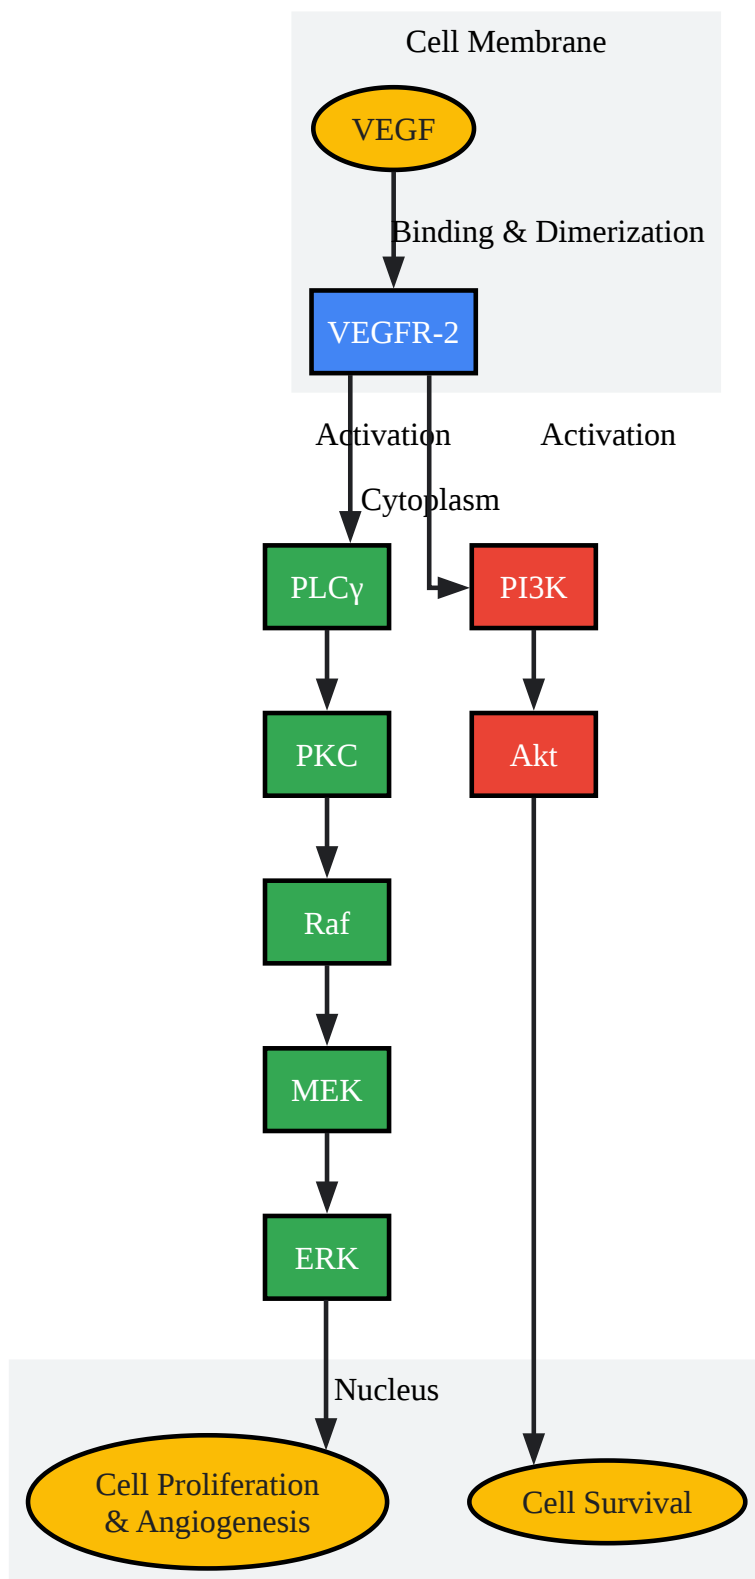 Cell Membrane
VEGF
Binding & Dimerization
VEGFR-2
Activation
Activation
Cytoplasm
PLCγ
PI3K
PKC
Akt
Raf
MEK
ERK
Nucleus
Cell Proliferation
& Angiogenesis
Cell Survival